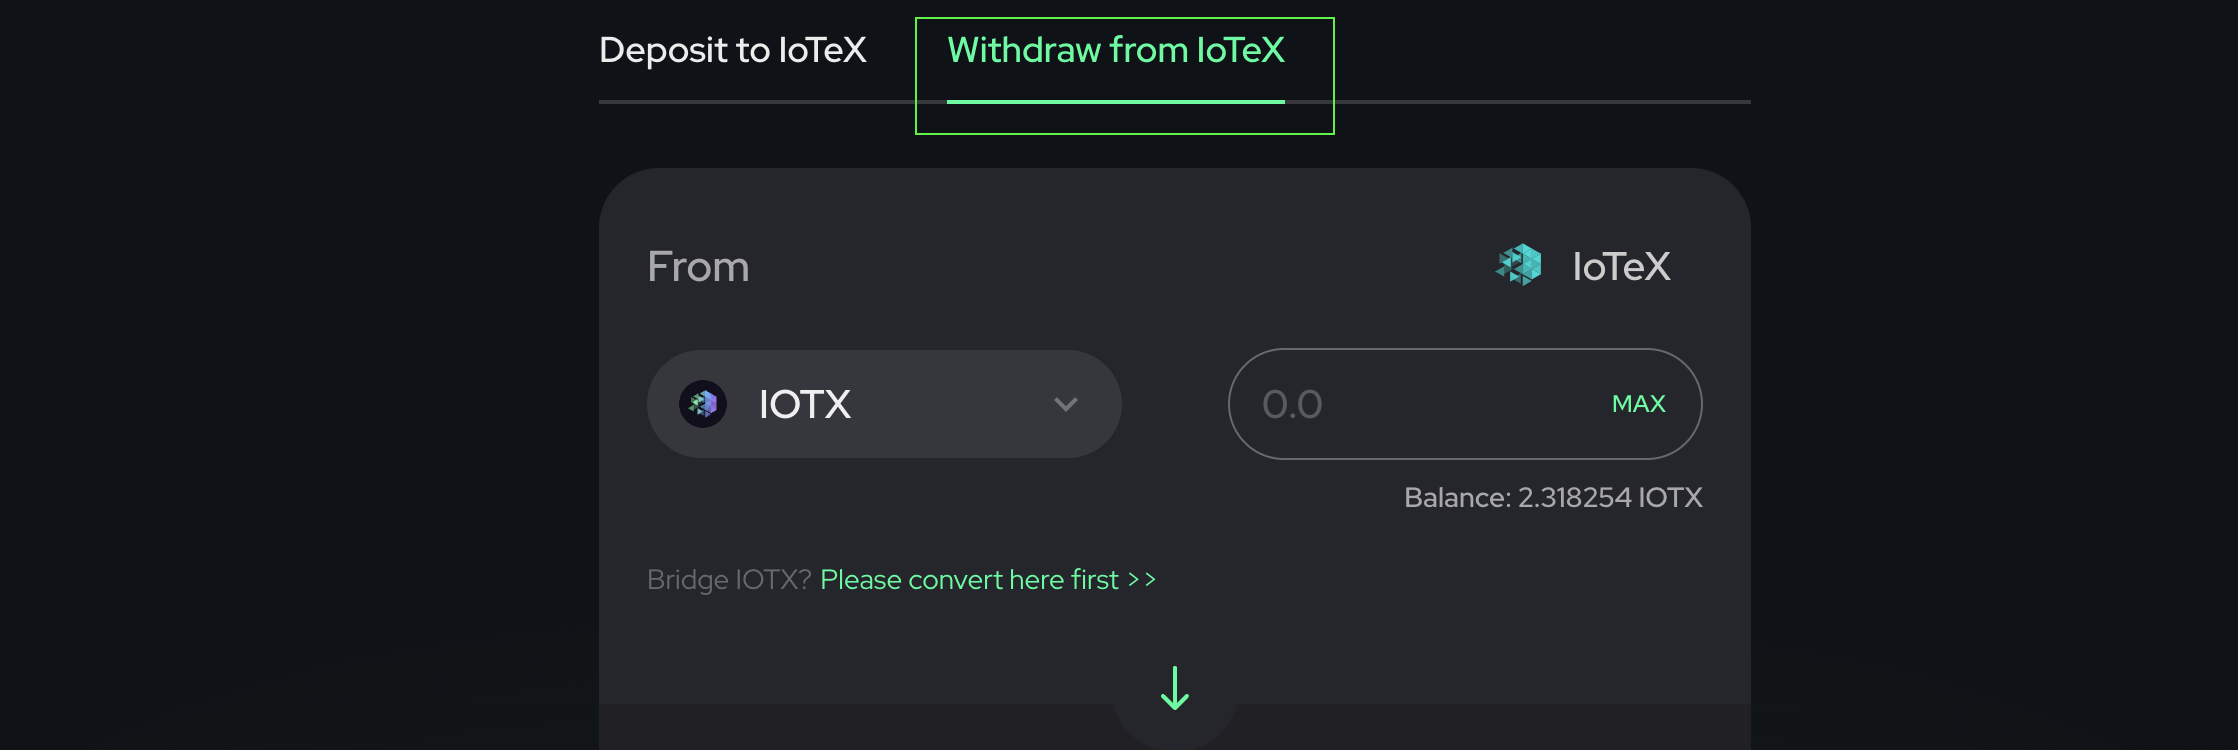 Deposit to IoTeX
Withdraw from IoTeX
From
IoTeX
IOTX
0.0
MAX
Balance: 2.318254 IOTX
Bridge IOTX? Please convert here first >>